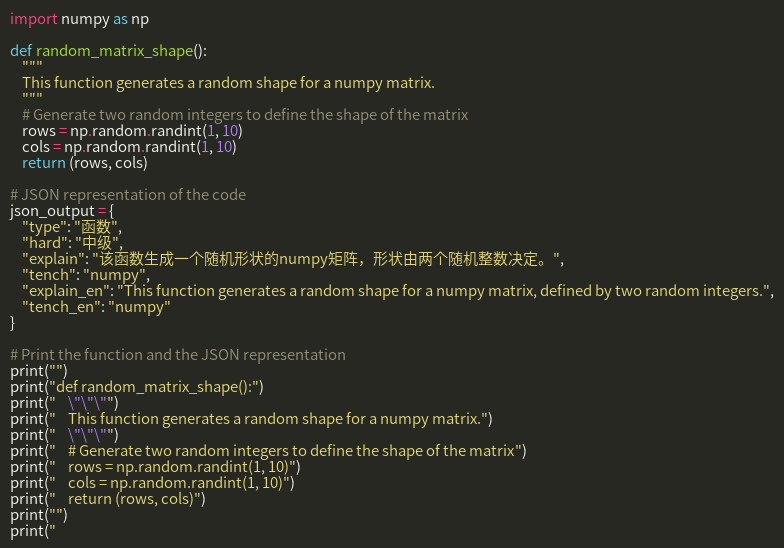 import numpy as np

def random_matrix_shape():
    """
    This function generates a random shape for a numpy matrix.
    """
    # Generate two random integers to define the shape of the matrix
    rows = np.random.randint(1, 10)
    cols = np.random.randint(1, 10)
    return (rows, cols)

# JSON representation of the code
json_output = {
    "type": "函数",
    "hard": "中级",
    "explain": "该函数生成一个随机形状的numpy矩阵，形状由两个随机整数决定。",
    "tench": "numpy",
    "explain_en": "This function generates a random shape for a numpy matrix, defined by two random integers.",
    "tench_en": "numpy"
}

# Print the function and the JSON representation
print("")
print("def random_matrix_shape():")
print("    \"\"\"")
print("    This function generates a random shape for a numpy matrix.")
print("    \"\"\"")
print("    # Generate two random integers to define the shape of the matrix")
print("    rows = np.random.randint(1, 10)")
print("    cols = np.random.randint(1, 10)")
print("    return (rows, cols)")
print("")
print("